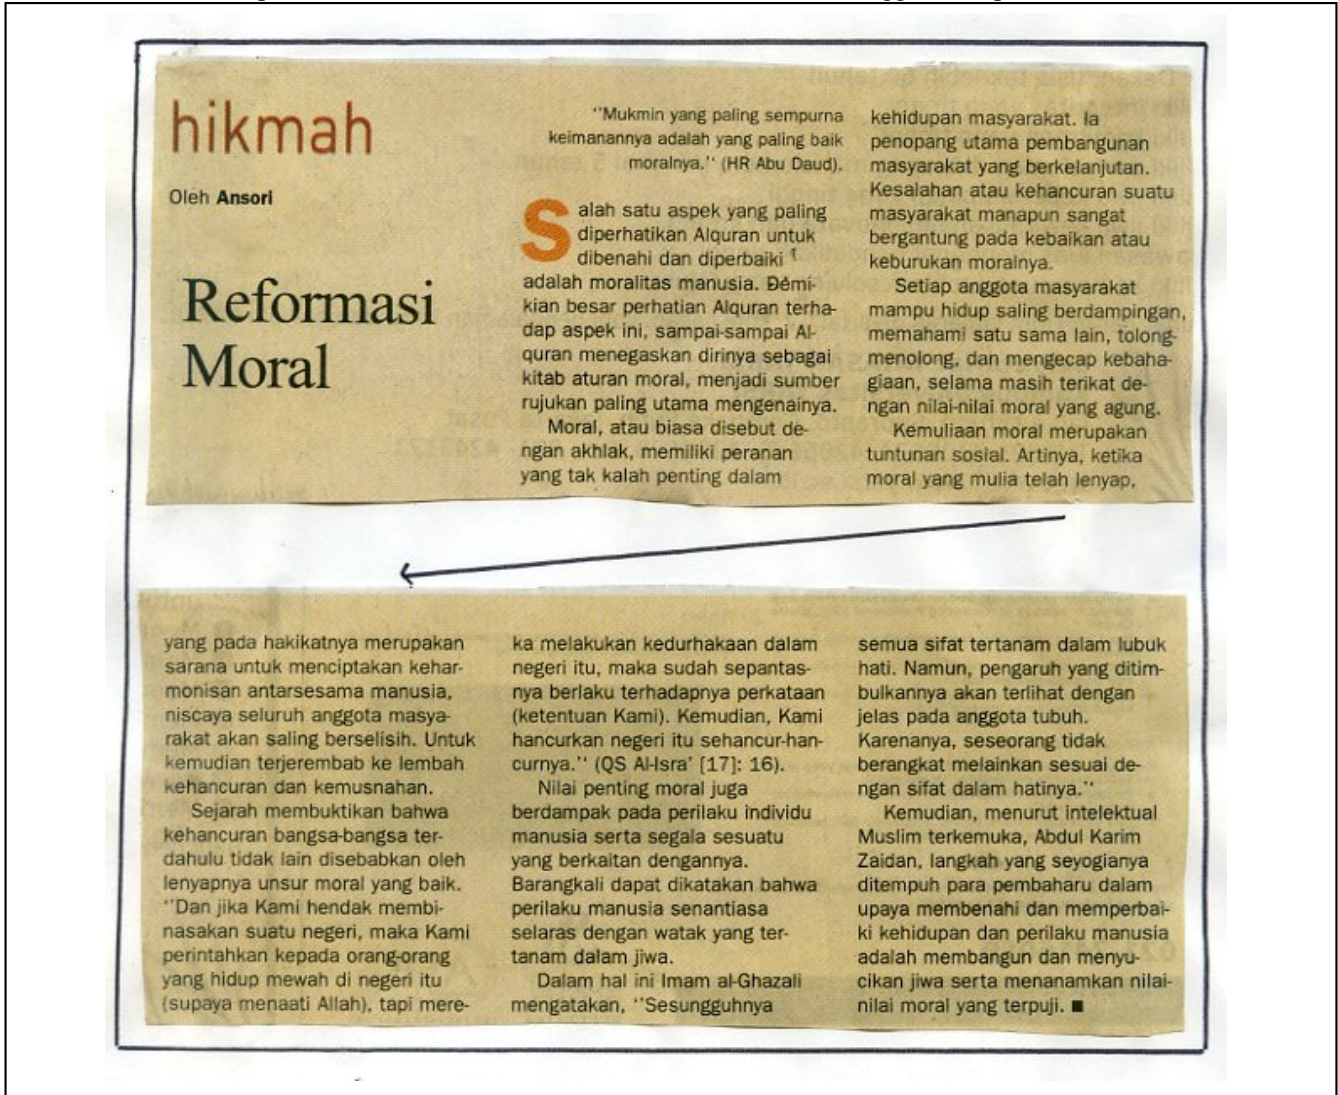 hikmah
Oleh Ansori
Reformasi
Moral
‘‘Mukmin yang paling sempurna
keimanannya adalah yang paling baik
moralnya.’’ (HR Abu Daud).
Salah satu aspek yang paling
diperhatikan Alquran untuk
dibenahi dan diperbaiki
adalah moralitas manusia. Demi-
kian besar perhatian Alquran terha-
dap aspek ini, sampai-sampai Al-
quran menegaskan dirinya sebagai
kitab aturan moral, menjadi sumber
rujukan paling utama mengenainya.
Moral, atau biasa disebut de-
ngan akhlak, memiliki peranan
yang tak kalah penting dalam
kehidupan masyarakat. Ia
penopang utama pembangunan
masyarakat yang berkelanjutan.
Kesalahan atau kehancuran suatu
masyarakat manapun sangat
bergantung pada kebaikan atau
keburukan moralnya.
Setiap anggota masyarakat
mampu hidup saling berdampingan,
memahami satu sama lain, tolong-
menolong, dan mengecap kebaha-
giaan, selama masih terikat de-
ngan nilai-nilai moral yang agung.
Kemuliaan moral merupakan
tuntunan sosial. Artinya, ketika
moral yang mulia telah lenyap,
yang pada hakikatnya merupakan
sarana untuk menciptakan kehar-
monisan antarsesama manusia,
niscaya seluruh anggota masya-
rakat akan saling berselisih. Untuk
kemudian terjerembab ke lembah
kehancuran dan kemusnahan.
Sejarah membuktikan bahwa
kehancuran bangsa-bangsa ter-
dahulu tidak lain disebabkan oleh
lenyapnya unsur moral yang baik.
‘‘Dan jika Kami hendak membi-
nasakan suatu negeri, maka Kami
perintahkan kepada orang-orang
yang hidup mewah di negeri itu
(supaya menaati Allah), tapi mere-
ka melakukan kedurhakaan dalam
negeri itu, maka sudah sepantas-
nya berlaku terhadapnya perkataan
(ketentuan Kami). Kemudian, Kami
hancurkan negeri itu sehancur-han-
curnya.’’ (QS Al-Isra’ [17]: 16).
Nilai penting moral juga
berdampak pada perilaku individu
manusia serta segala sesuatu
yang berkaitan dengannya.
Barangkali dapat dikatakan bahwa
perilaku manusia senantiasa
selaras dengan watak yang ter-
tanam dalam jiwa.
Dalam hal ini Imam al-Ghazali
mengatakan, ‘‘Sesungguhnya
semua sifat tertanam dalam lubuk
hati. Namun, pengaruh yang ditim-
bulkannya akan terlihat dengan
jelas pada anggota tubuh.
Karenanya, seseorang tidak
berangkat melainkan sesuai de-
ngan sifat dalam hatinya.’’
Kemudian, menurut intelektual
Muslim terkemuka, Abdul Karim
Zaidan, langkah yang seyogianya
ditempuh para pembaharu dalam
upaya membenahi dan memperbai-
ki kehidupan dan perilaku manusia
adalah membangun dan menyu-
cikan jiwa serta menanamkan nilai-
nilai moral yang terpuji. ■